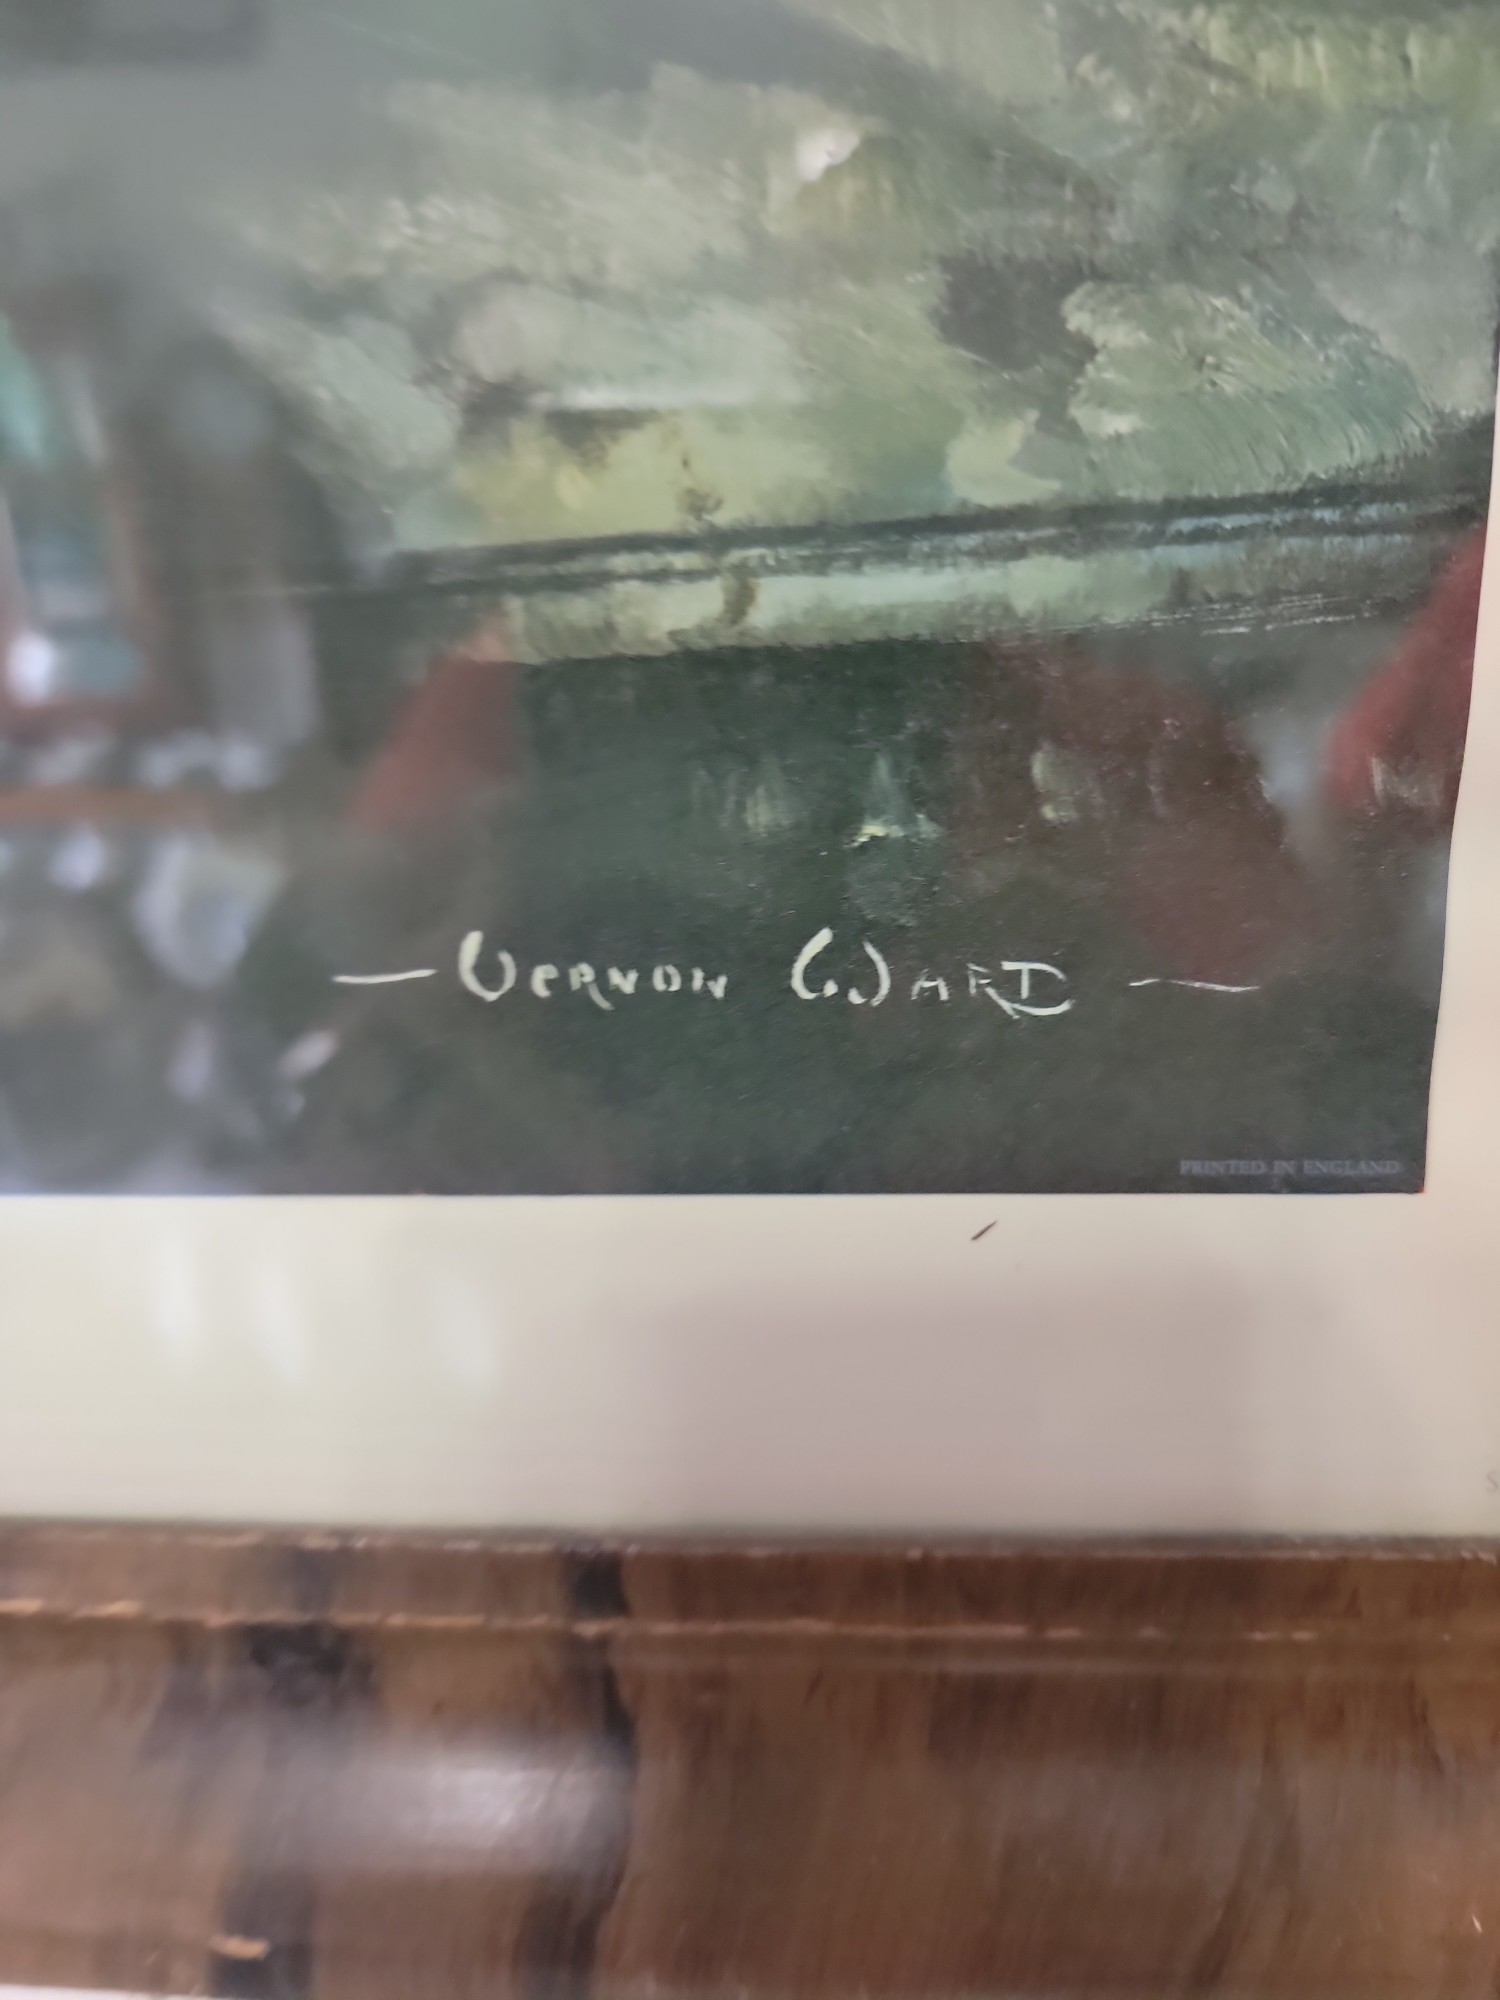 — VERNON WARD —
PRINTED IN ENGLAND